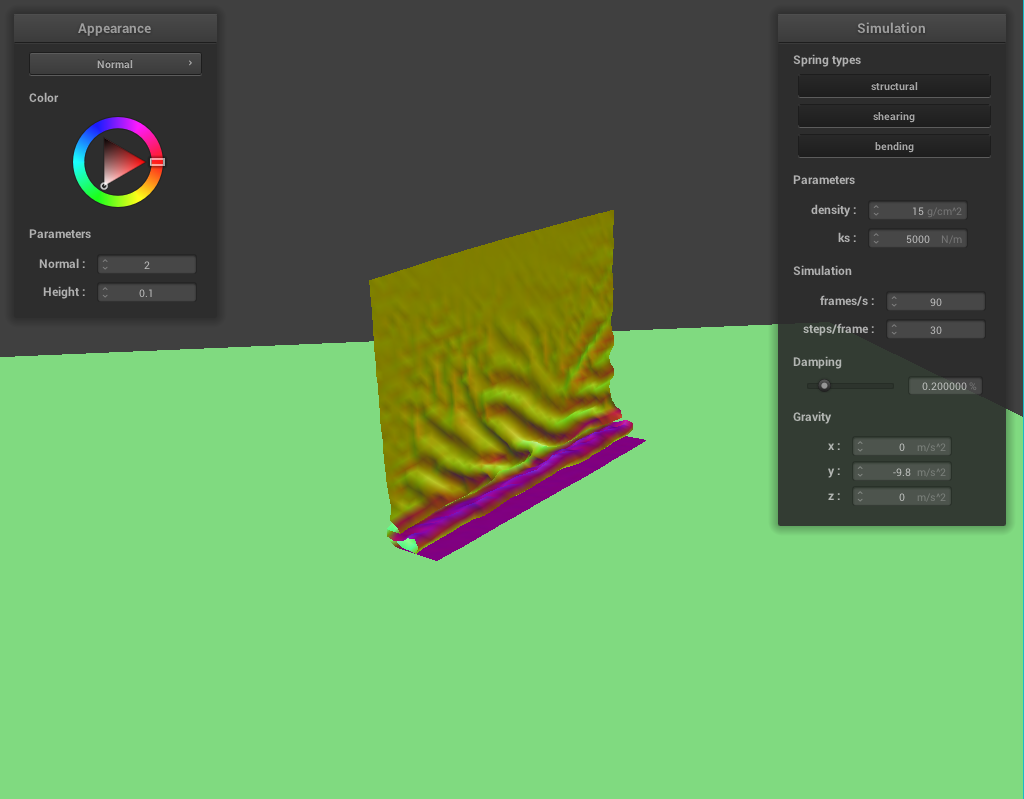 Appearance
Normal ›
Color
Parameters
Normal : 2
Height : 0.1
Simulation
Spring types
structural
shearing
bending
Parameters
density : 15 g/cm^2
ks : 5000 N/m
Simulation
frames/s : 90
steps/frame : 30
Damping
0.200000 %
Gravity
x : 0 m/s^2
y : -9.8 m/s^2
z : 0 m/s^2